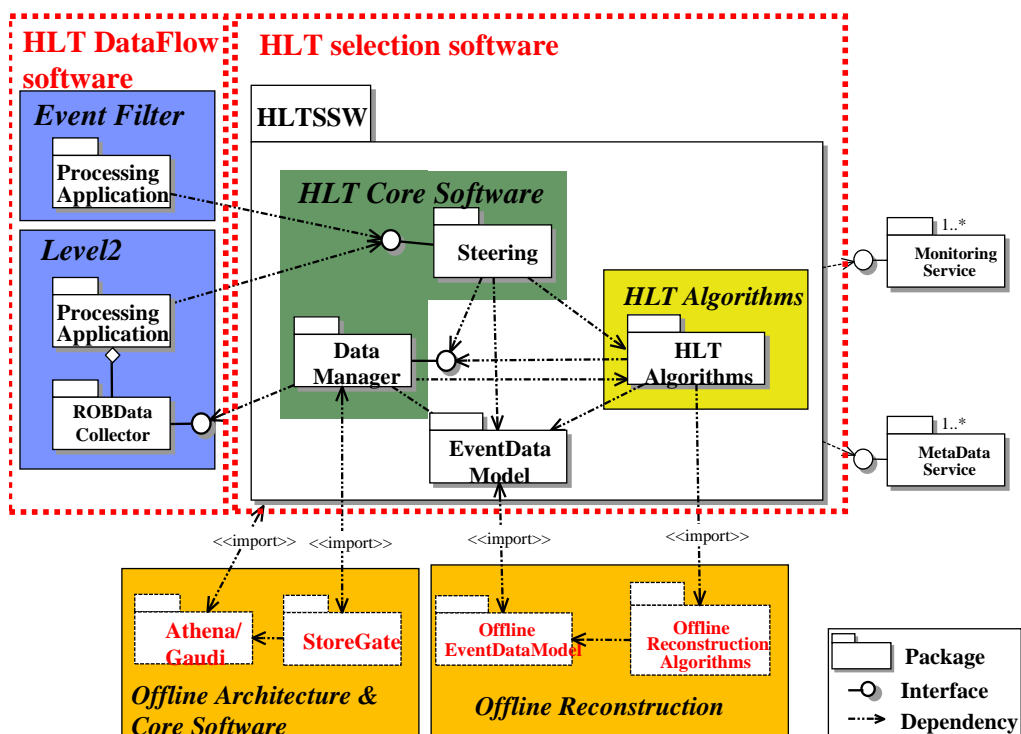 HLT DataFlow
software
HLT selection software
Event Filter
Processing
Application
Level2
Processing
Application
ROBData
Collector
HLTSSW
HLT Core Software
Steering
Data
Manager
HLT Algorithms
HLT
Algorithms
EventData
Model
1..*
Monitoring
Service
1..*
MetaData
Service
<<import>>
<<import>>
<<import>>
<<import>>
Athena/
Gaudi
StoreGate
Offline Architecture &
Core Software
Offline
EventDataModel
Offline
Reconstruction
Algorithms
Offline Reconstruction
Package
Interface
Dependency